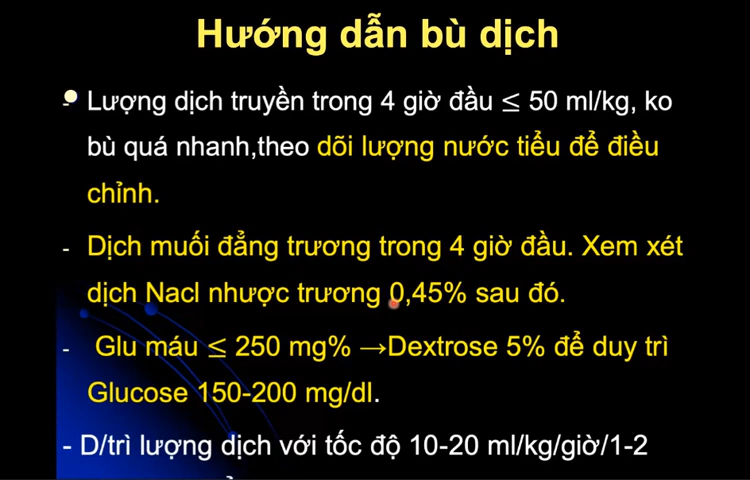 Hướng dẫn bù dịch
- Lượng dịch truyền trong 4 giờ đầu ≤ 50 ml/kg, ko
bù quá nhanh,theo dõi lượng nước tiểu để điều
chỉnh.
- Dịch muối đẳng trương trong 4 giờ đầu. Xem xét
dịch Nacl nhược trương 0,45% sau đó.
- Glu máu ≤ 250 mg% →Dextrose 5% để duy trì
Glucose 150-200 mg/dl.
- D/trì lượng dịch với tốc độ 10-20 ml/kg/giờ/1-2